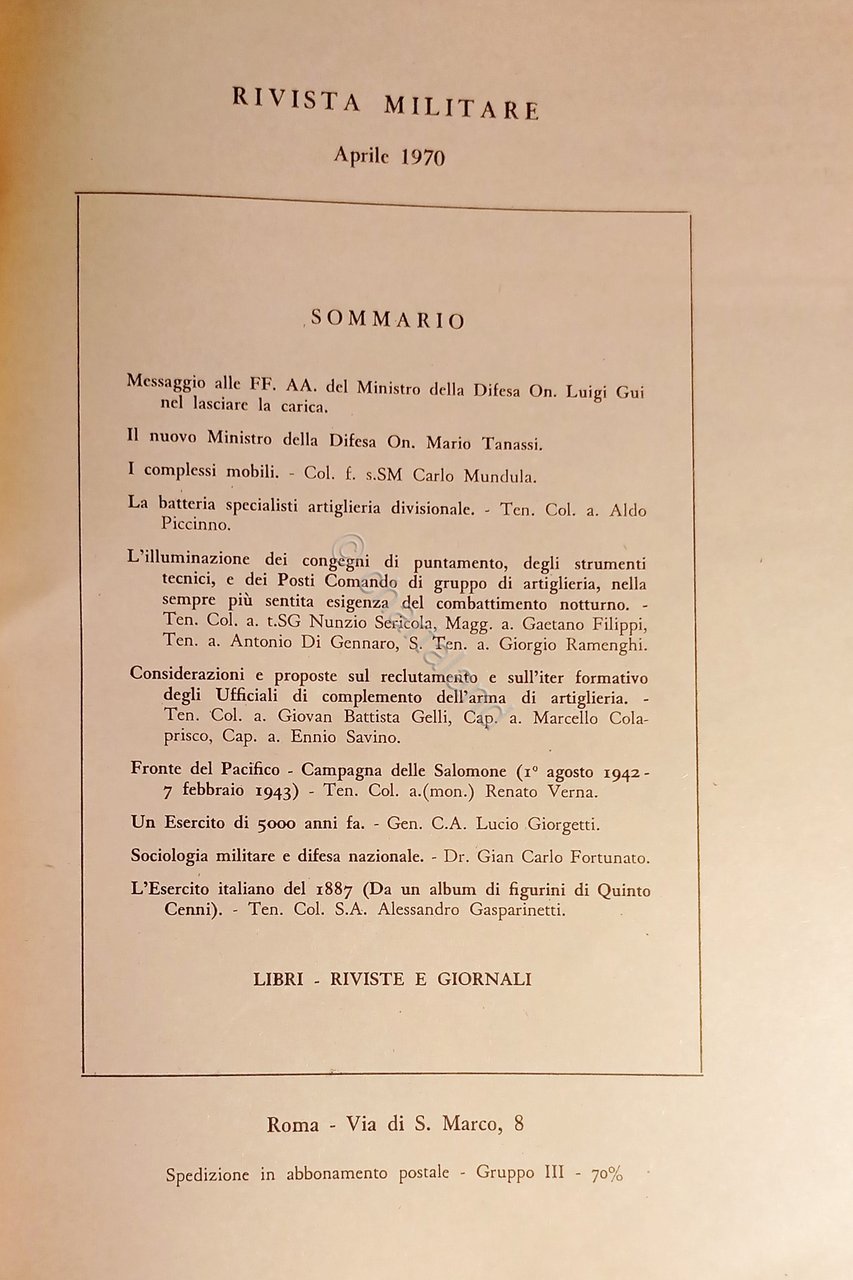 RIVISTA MILITARE
Aprile 1970
SOMMARIO
Messaggio alle FF. AA. del Ministro della Difesa On. Luigi Gui
nel lasciare la carica.
Il nuovo Ministro della Difesa On. Mario Tanassi.
I complessi mobili. - Col. f. s.SM Carlo Mundula.
La batteria specialisti artiglieria divisionale. - Ten. Col. a. Aldo
Piccinno.
L'illuminazione dei congegni di puntamento, degli strumenti
tecnici, e dei Posti Comando di gruppo di artiglieria, nella
sempre più sentita esigenza del combattimento notturno. -
Ten. Col. a. t.SG Nunzio Sericola, Magg. a. Gaetano Filippi,
Ten. a. Antonio Di Gennaro, S. Ten. a. Giorgio Ramenghi.
Considerazioni e proposte sul reclutamento e sull'iter formativo
degli Ufficiali di complemento dell'arma di artiglieria. -
Ten. Col. a. Giovan Battista Gelli, Cap. a. Marcello Cola-
prisco, Cap. a. Ennio Savino.
Fronte del Pacifico - Campagna delle Salomone (1° agosto 1942 -
7 febbraio 1943) - Ten. Col. a.(mon.) Renato Verna.
Un Esercito di 5000 anni fa. - Gen. C.A. Lucio Giorgetti.
Sociologia militare e difesa nazionale. - Dr. Gian Carlo Fortunato.
L'Esercito italiano del 1887 (Da un album di figurini di Quinto
Cenni). - Ten. Col. S.A. Alessandro Gasparinetti.
LIBRI - RIVISTE E GIORNALI
Roma - Via di S. Marco, 8
Spedizione in abbonamento postale - Gruppo III - 70%